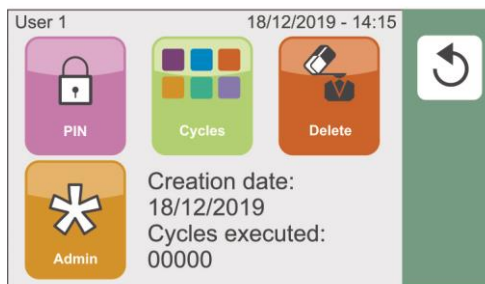 User 1
18/12/2019 - 14:15
PIN
Cycles
Delete
Admin
Creation date:
18/12/2019
Cycles executed:
00000